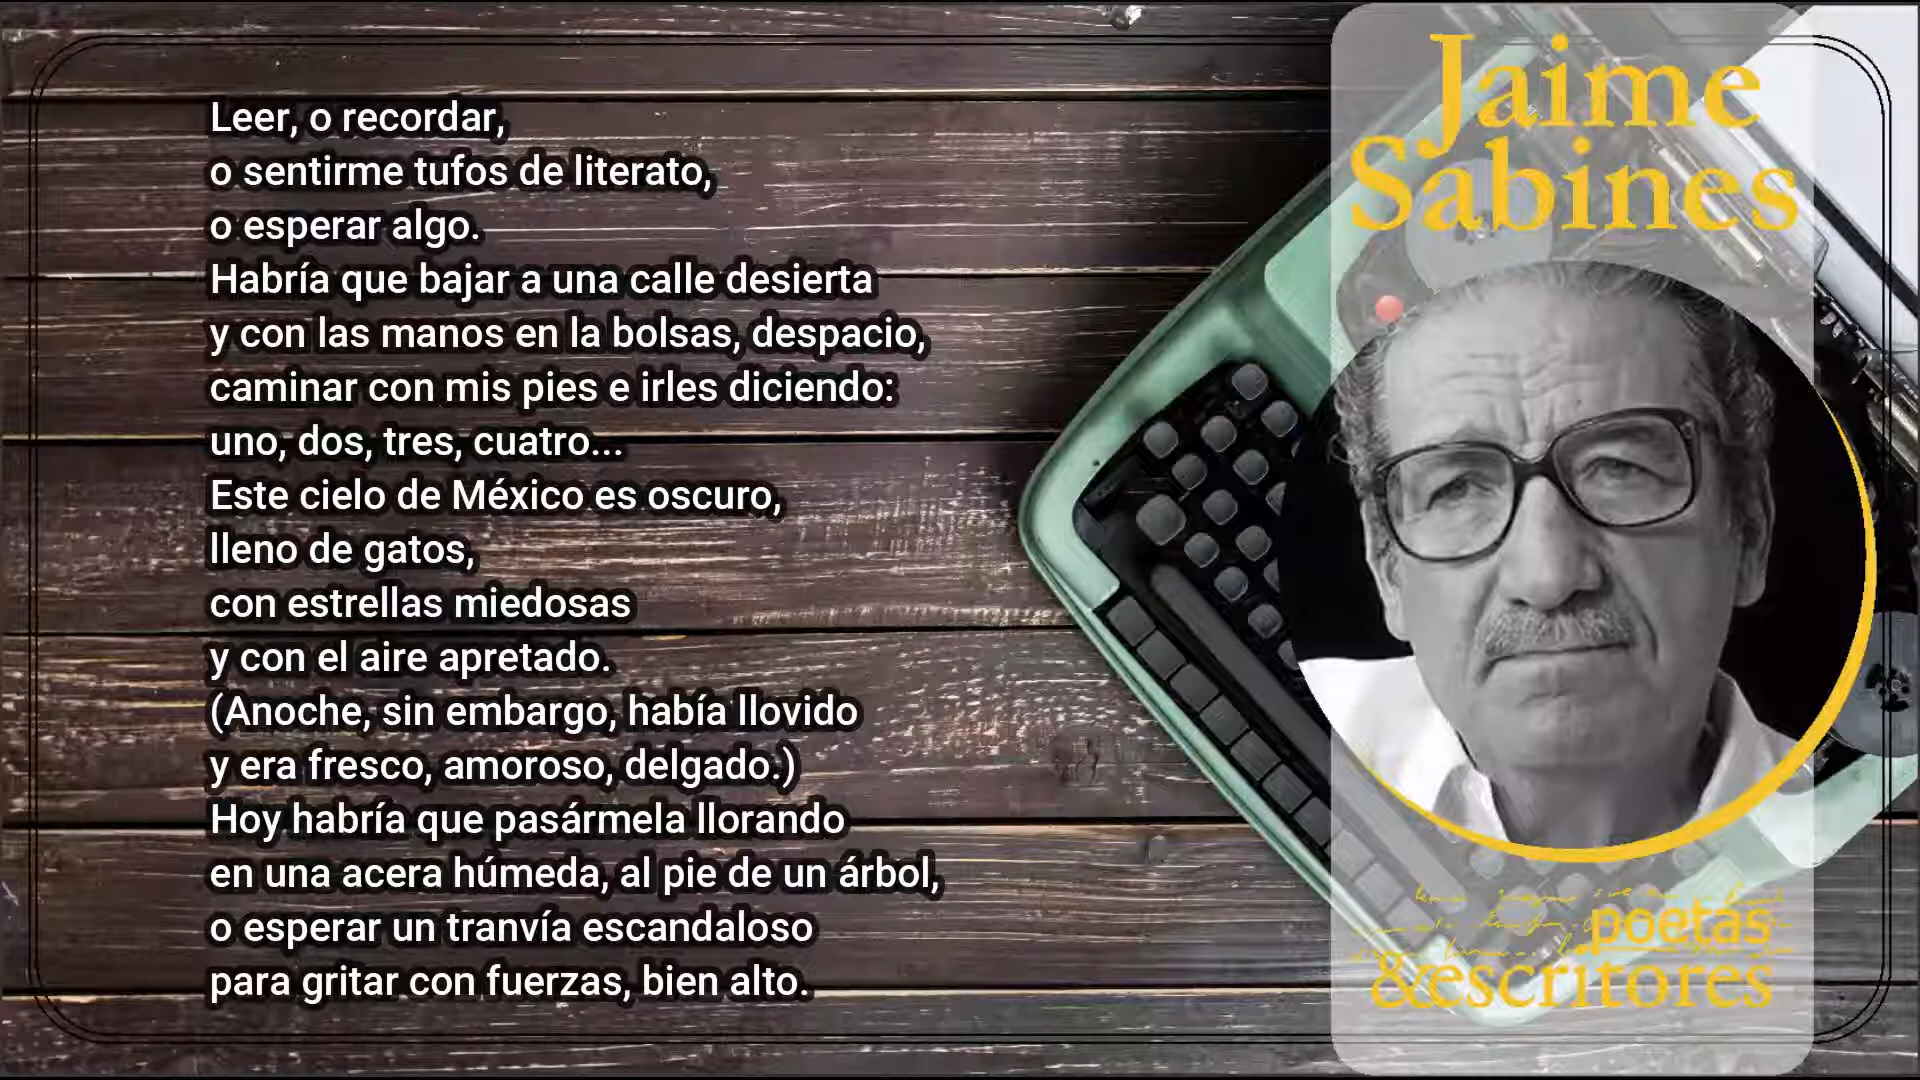 Leer, o recordar,
o sentirme tufos de literato,
o esperar algo.
Habría que bajar a una calle desierta
y con las manos en la bolsas, despacio,
caminar con mis pies e irles diciendo:
uno, dos, tres, cuatro...
Este cielo de México es oscuro,
lleno de gatos,
con estrellas miedosas
y con el aire apretado.
(Anoche, sin embargo, había llovido
y era fresco, amoroso, delgado.)
Hoy habría que pasármela llorando
en una acera húmeda, al pie de un árbol,
o esperar un tranvía escandaloso
para gritar con fuerzas, bien alto.
Jaime
Sabines
poetas
&escritores